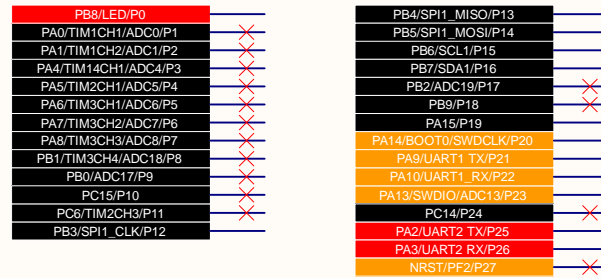 PB8/LED/P0
PA0/TIM1CH1/ADC0/P1
PA1/TIM1CH2/ADC1/P2
PA4/TIM14CH1/ADC4/P3
PA5/TIM2CH1/ADC5/P4
PA6/TIM3CH1/ADC6/P5
PA7/TIM3CH2/ADC7/P6
PA8/TIM3CH3/ADC8/P7
PB1/TIM3CH4/ADC18/P8
PB0/ADC17/P9
PC15/P10
PC6/TIM2CH3/P11
PB3/SPI1_CLK/P12
PB4/SPI1_MISO/P13
PB5/SPI1_MOSI/P14
PB6/SCL1/P15
PB7/SDA1/P16
PB2/ADC19/P17
PB9/P18
PA15/P19
PA14/BOOT0/SWDCLK/P20
PA9/UART1 TX/P21
PA10/UART1_RX/P22
PA13/SWDIO/ADC13/P23
PC14/P24
PA2/UART2 TX/P25
PA3/UART2 RX/P26
NRST/PF2/P27